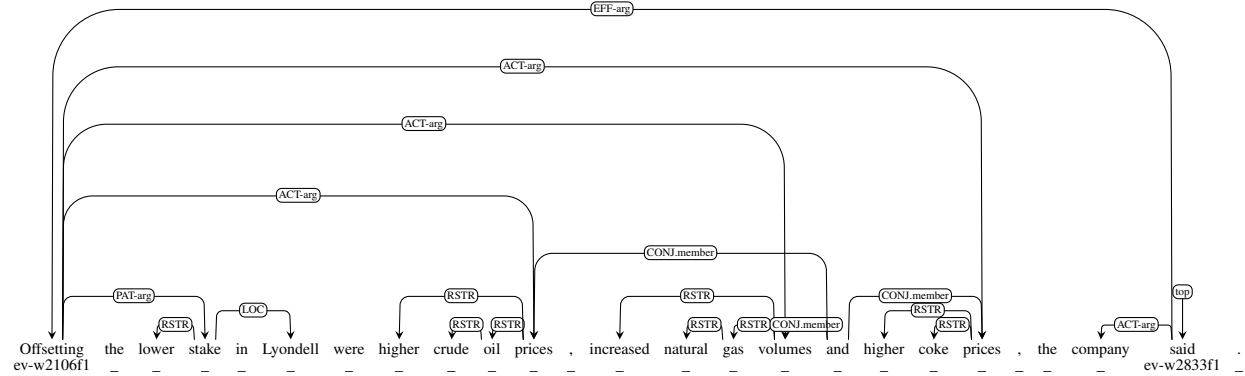 EFF-arg
ACT-arg
ACT-arg
ACT-arg
CONJ.member
PAT-arg RSTR RSTR CONJ.member top
LOC RSTR
RSTR RSTR RSTR RSTR RSTR CONJ.member RSTR ACT-arg
Offsetting the lower stake in Lyondell were higher crude oil prices , increased natural gas volumes and higher coke prices , the company said .
ev-w2106f1 _ _ _ _ _ _ _ _ _ _ _ _ _ _ _ _ _ _ _ _ _ _ ev-w2833f1 _